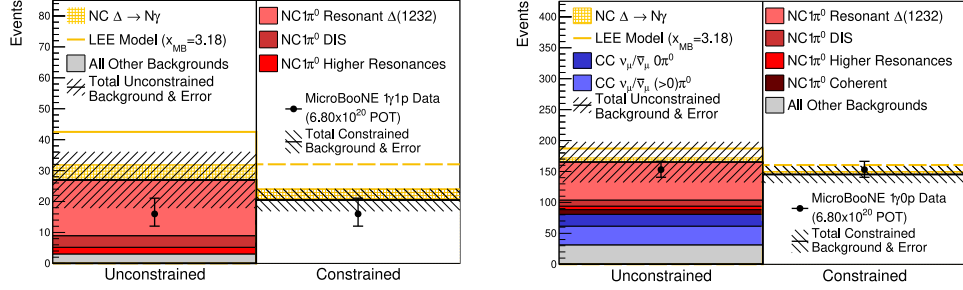 Events
80
70
60
50
40
30
20
10
0
NC Δ → Nγ
LEE Model (x_MB=3.18)
All Other Backgrounds
Total Unconstrained
Background & Error
NC1π⁰ Resonant Δ(1232)
NC1π⁰ DIS
NC1π⁰ Higher Resonances
MicroBooNE 1γ1p Data
(6.80x10²⁰ POT)
Total Constrained
Background & Error
Unconstrained
Constrained
Events
400
350
300
250
200
150
100
50
0
NC Δ → Nγ
LEE Model (x_MB=3.18)
CC ν_μ/ν̅_μ 0π⁰
CC ν_μ/ν̅_μ (>0)π⁰
Total Unconstrained
Background & Error
NC1π⁰ Resonant Δ(1232)
NC1π⁰ DIS
NC1π⁰ Higher Resonances
NC1π⁰ Coherent
All Other Backgrounds
MicroBooNE 1γ0p Data
(6.80x10²⁰ POT)
Total Constrained
Background & Error
Unconstrained
Constrained